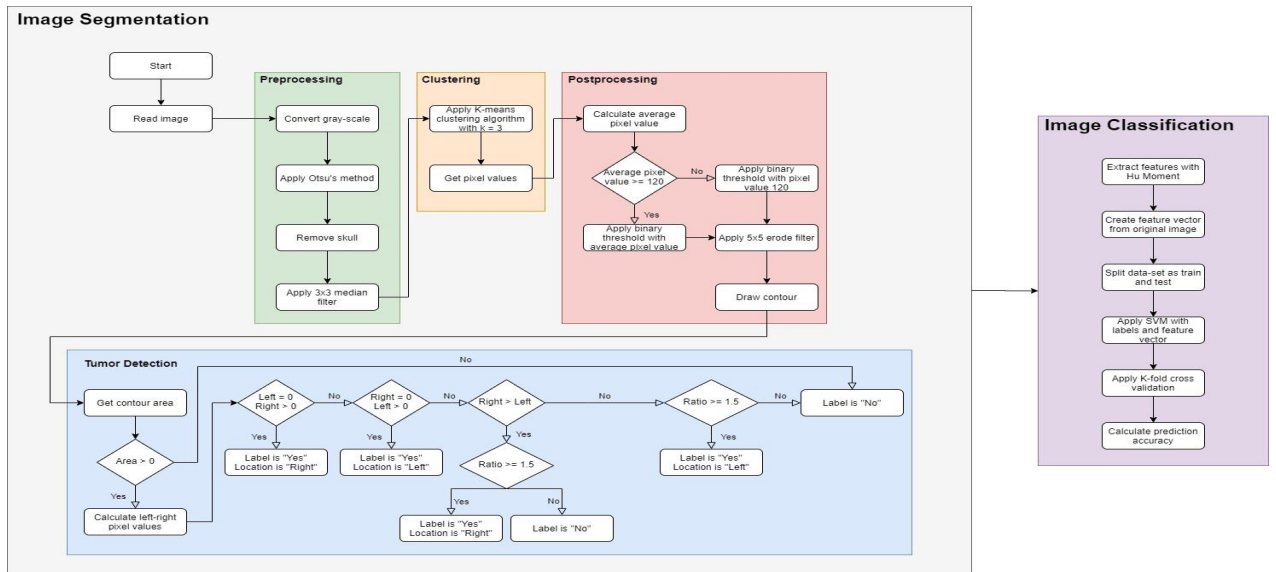 Image Segmentation
Start
Read image
Preprocessing
Convert gray-scale
Apply Otsu's method
Remove skull
Apply 3x3 median
filter
Clustering
Apply K-means
clustering algorithm
with k = 3
Get pixel values
Postprocessing
Calculate average
pixel value
Average pixel
value >= 120
No
Apply binary
threshold with pixel
value 120
Yes
Apply binary
threshold with
average pixel value
Apply 5x5 erode filter
Draw contour
Tumor Detection
Get contour area
Area > 0
No
Yes
Calculate left-right
pixel values
Left = 0
Right > 0
No
Yes
Label is "Yes"
Location is "Right"
Right = 0
Left > 0
No
Yes
Label is "Yes"
Location is "Left"
Right > Left
No
Yes
Ratio >= 1.5
Yes
Label is "Yes"
Location is "Right"
No
Label is "No"
Ratio >= 1.5
No
Yes
Label is "Yes"
Location is "Left"
Label is "No"
Image Classification
Extract features with
Hu Moment
Create feature vector
from original image
Split data-set as train
and test
Apply SVM with
labels and feature
vector
Apply K-fold cross
validation
Calculate prediction
accuracy